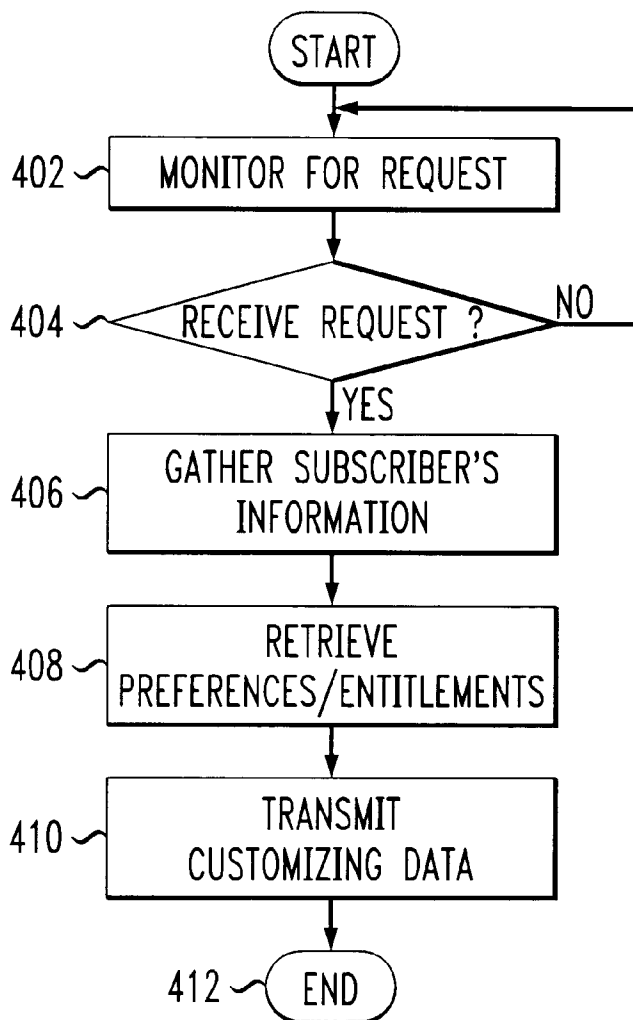 START
402
MONITOR FOR REQUEST
404
RECEIVE REQUEST ?
NO
YES
406
GATHER SUBSCRIBER'S
INFORMATION
408
RETRIEVE
PREFERENCES/ENTITLEMENTS
410
TRANSMIT
CUSTOMIZING DATA
412
END